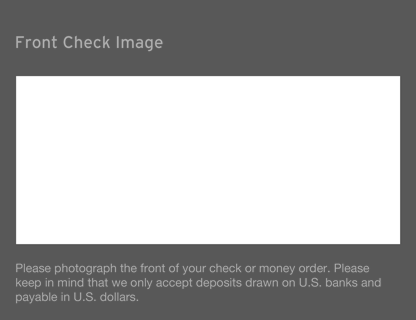 Front Check Image
Please photograph the front of your check or money order. Please
keep in mind that we only accept deposits drawn on U.S. banks and
payable in U.S. dollars.